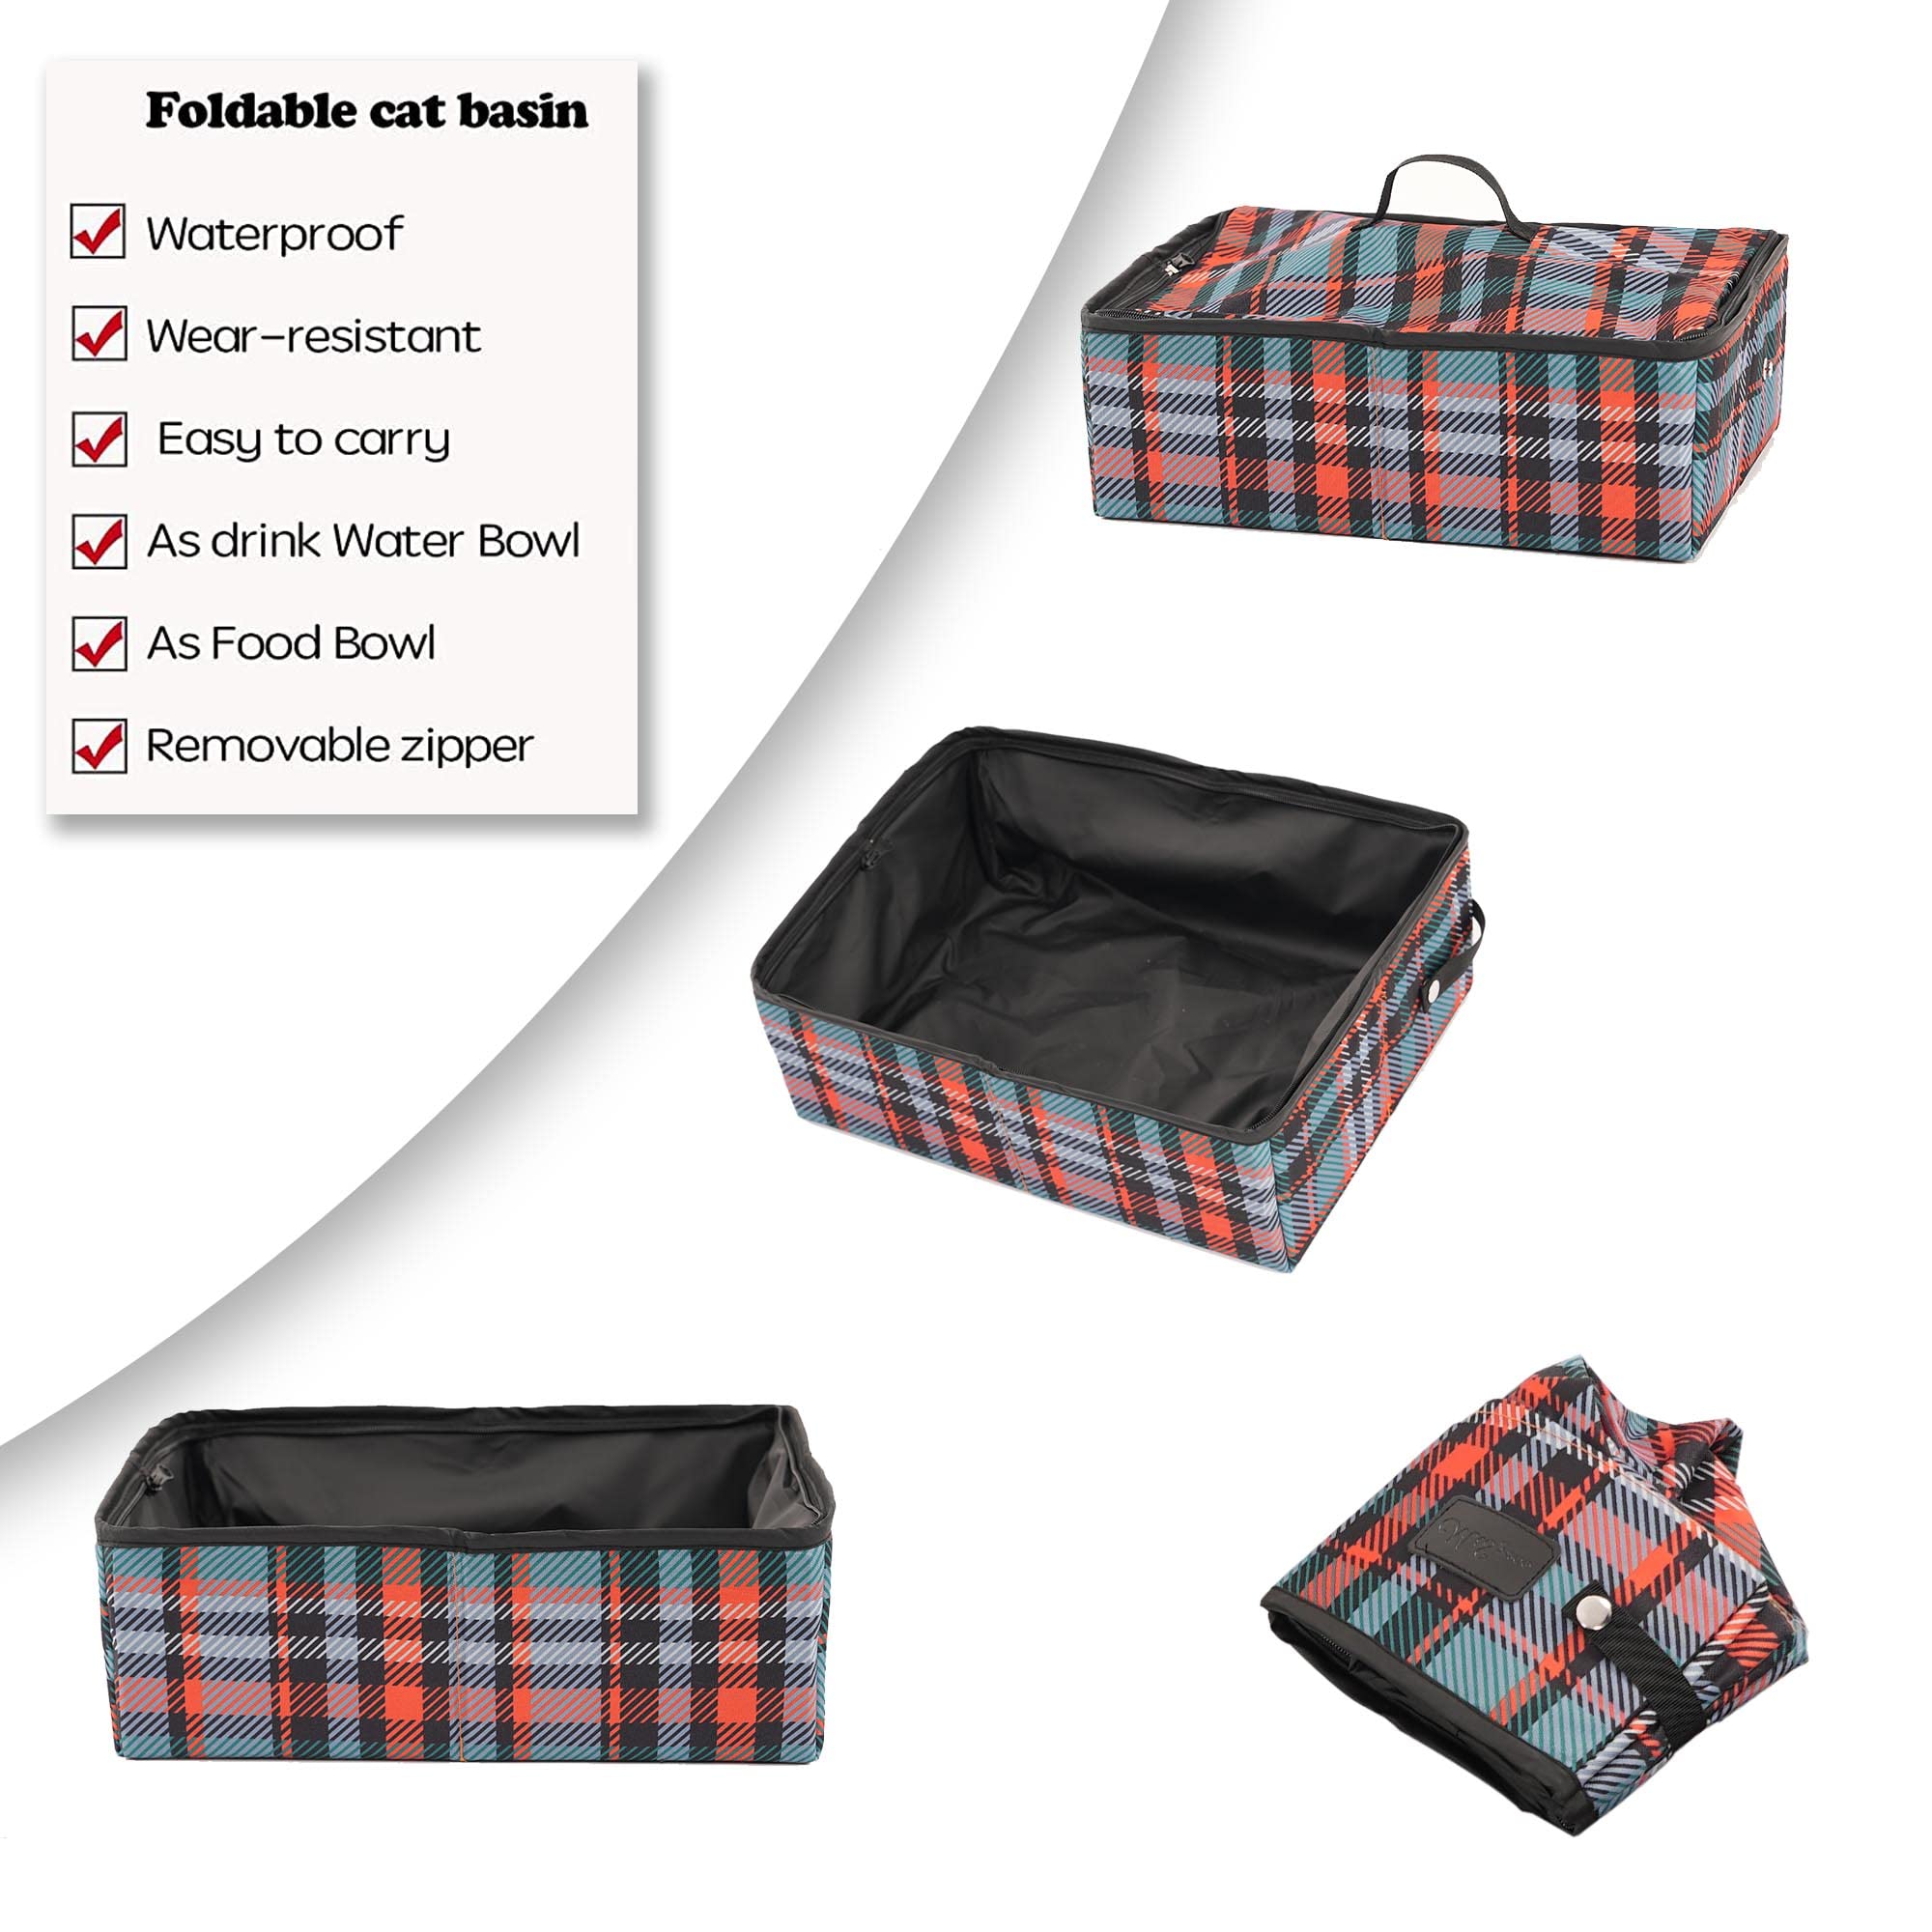 Foldable cat basin
Waterproof
Wear-resistant
Easy to carry
As drink Water Bowl
As Food Bowl
Removable zipper